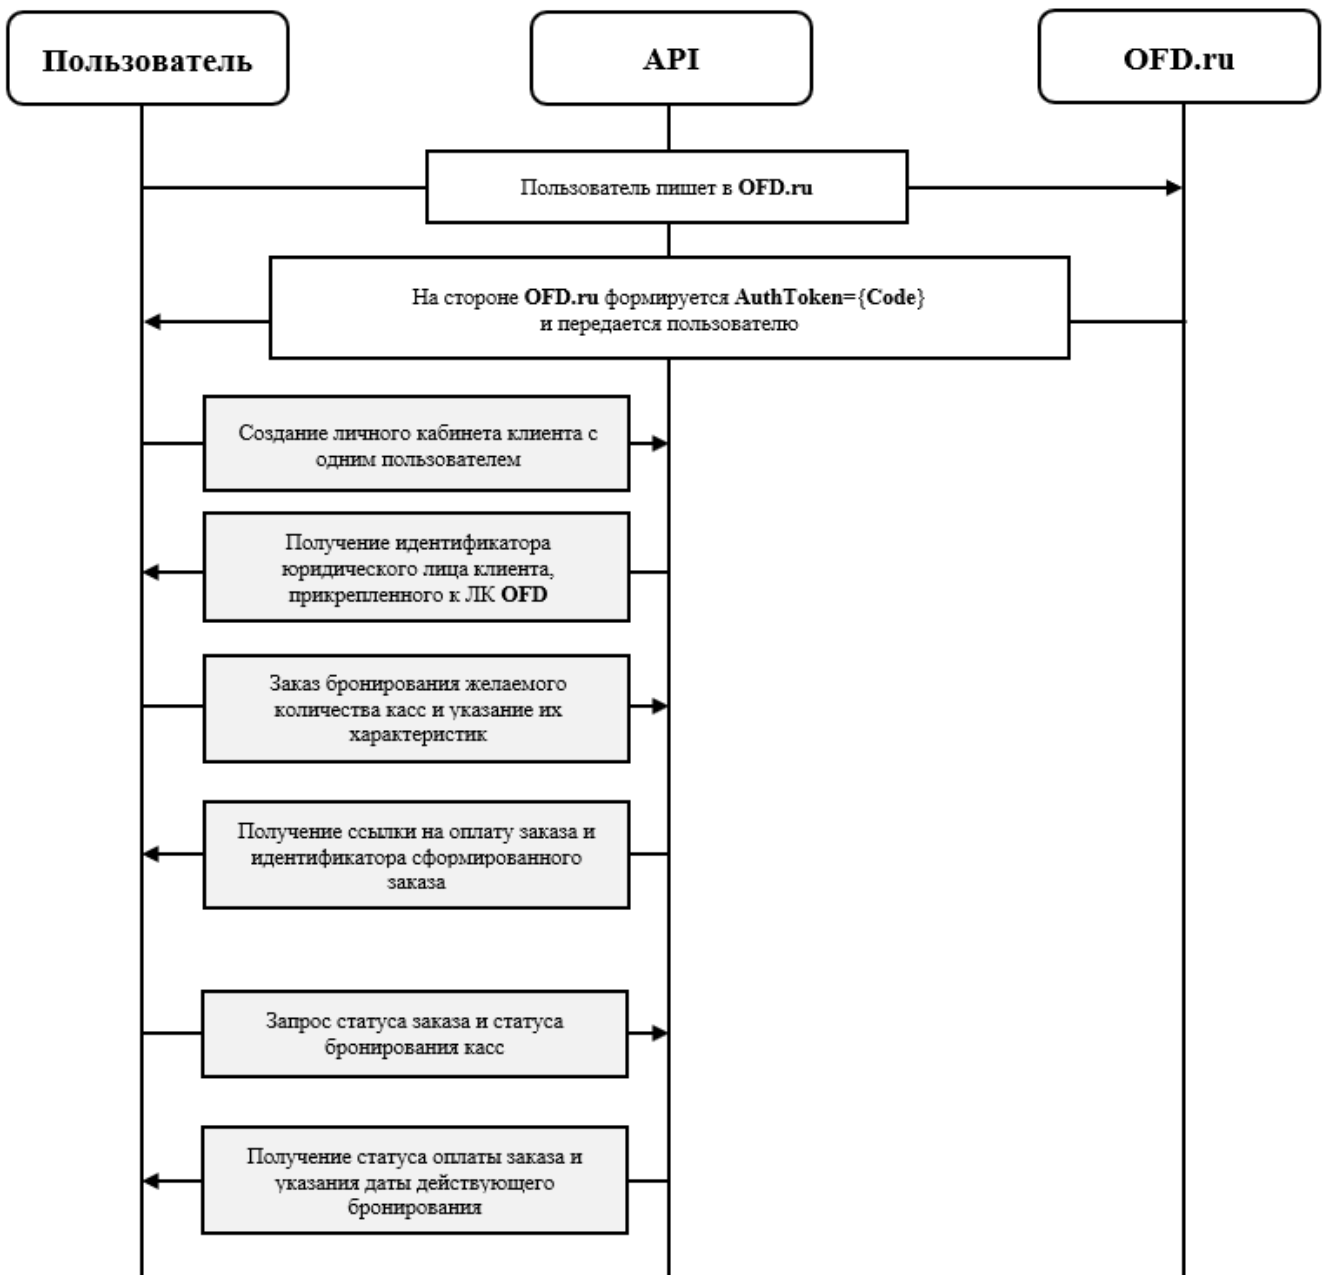 Пользователь
API
OFD.ru
Пользователь пишет в OFD.ru
На стороне OFD.ru формируется AuthToken={Code}
и передается пользователю
Создание личного кабинета клиента с
одним пользователем
Получение идентификатора
юридического лица клиента,
прикрепленного к ЛК OFD
Заказ бронирования желаемого
количества касс и указание их
характеристик
Получение ссылки на оплату заказа и
идентификатора сформированного
заказа
Запрос статуса заказа и статуса
бронирования касс
Получение статуса оплаты заказа и
указания даты действующего
бронирования